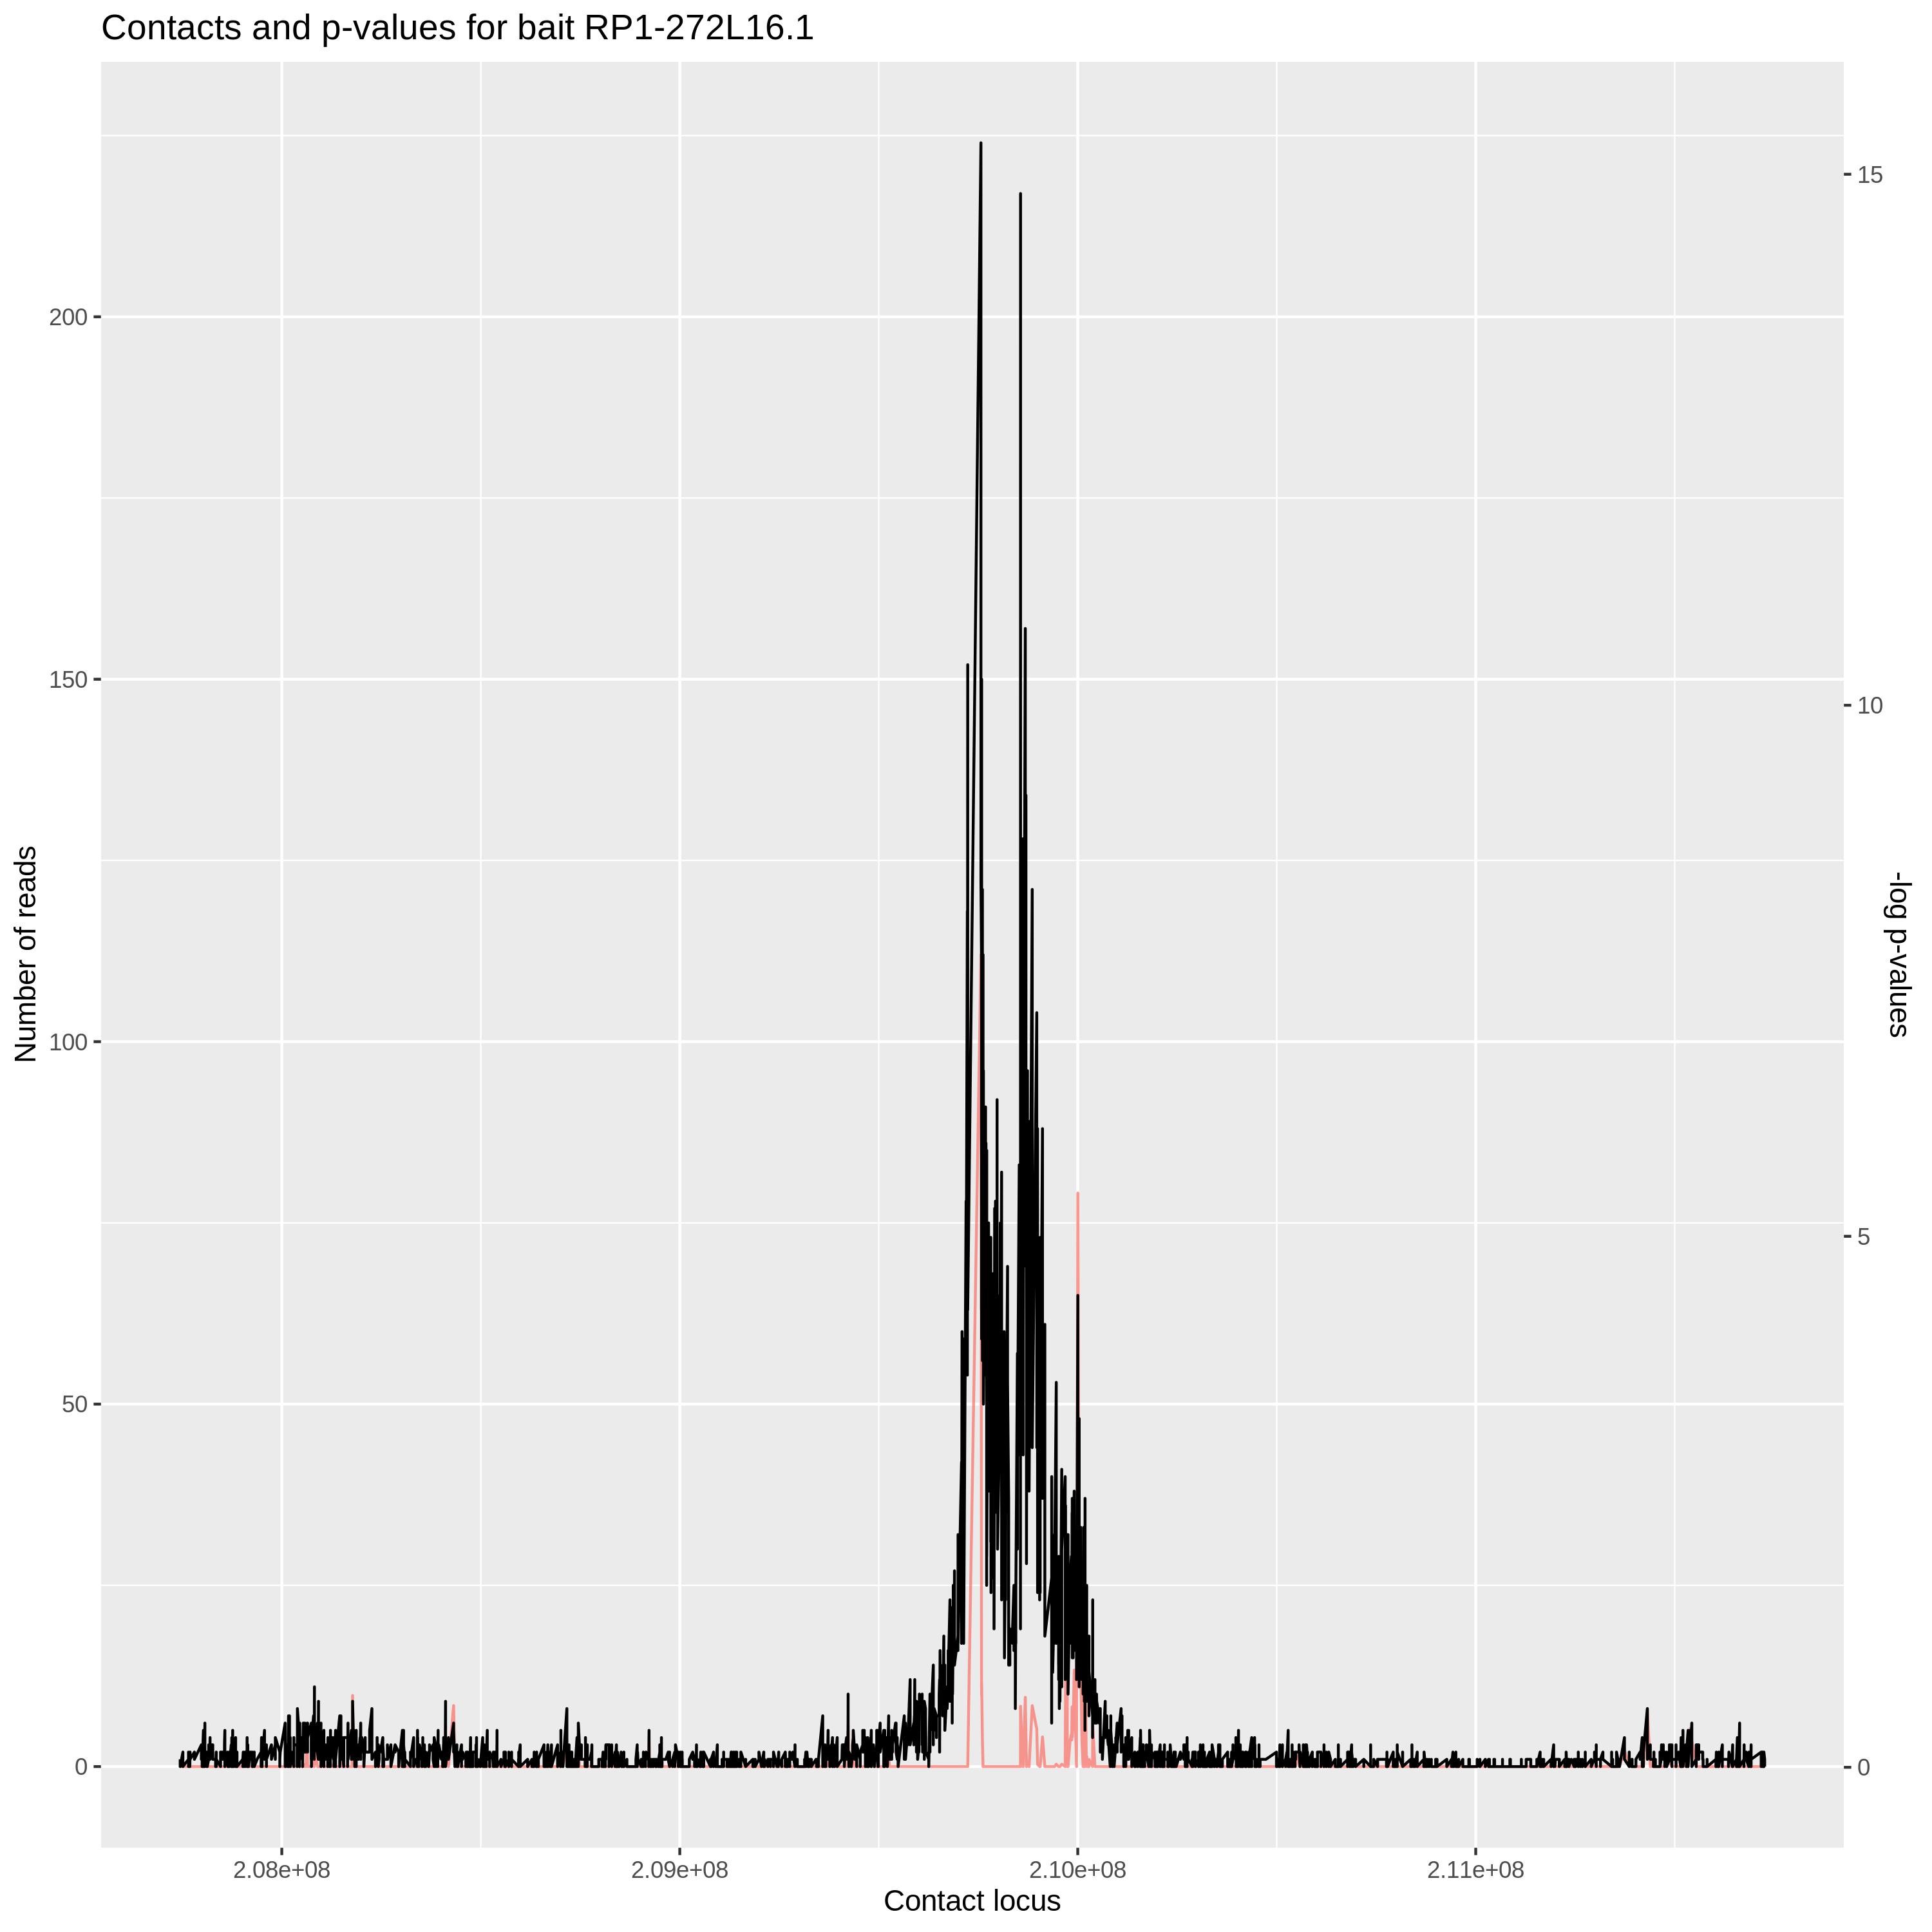 Contacts and p-values for bait RP1-272L16.1
Number of reads
200
150
100
50
0
15
10
5
0
-log p-values
2.08e+08
2.09e+08
2.10e+08
2.11e+08
Contact locus